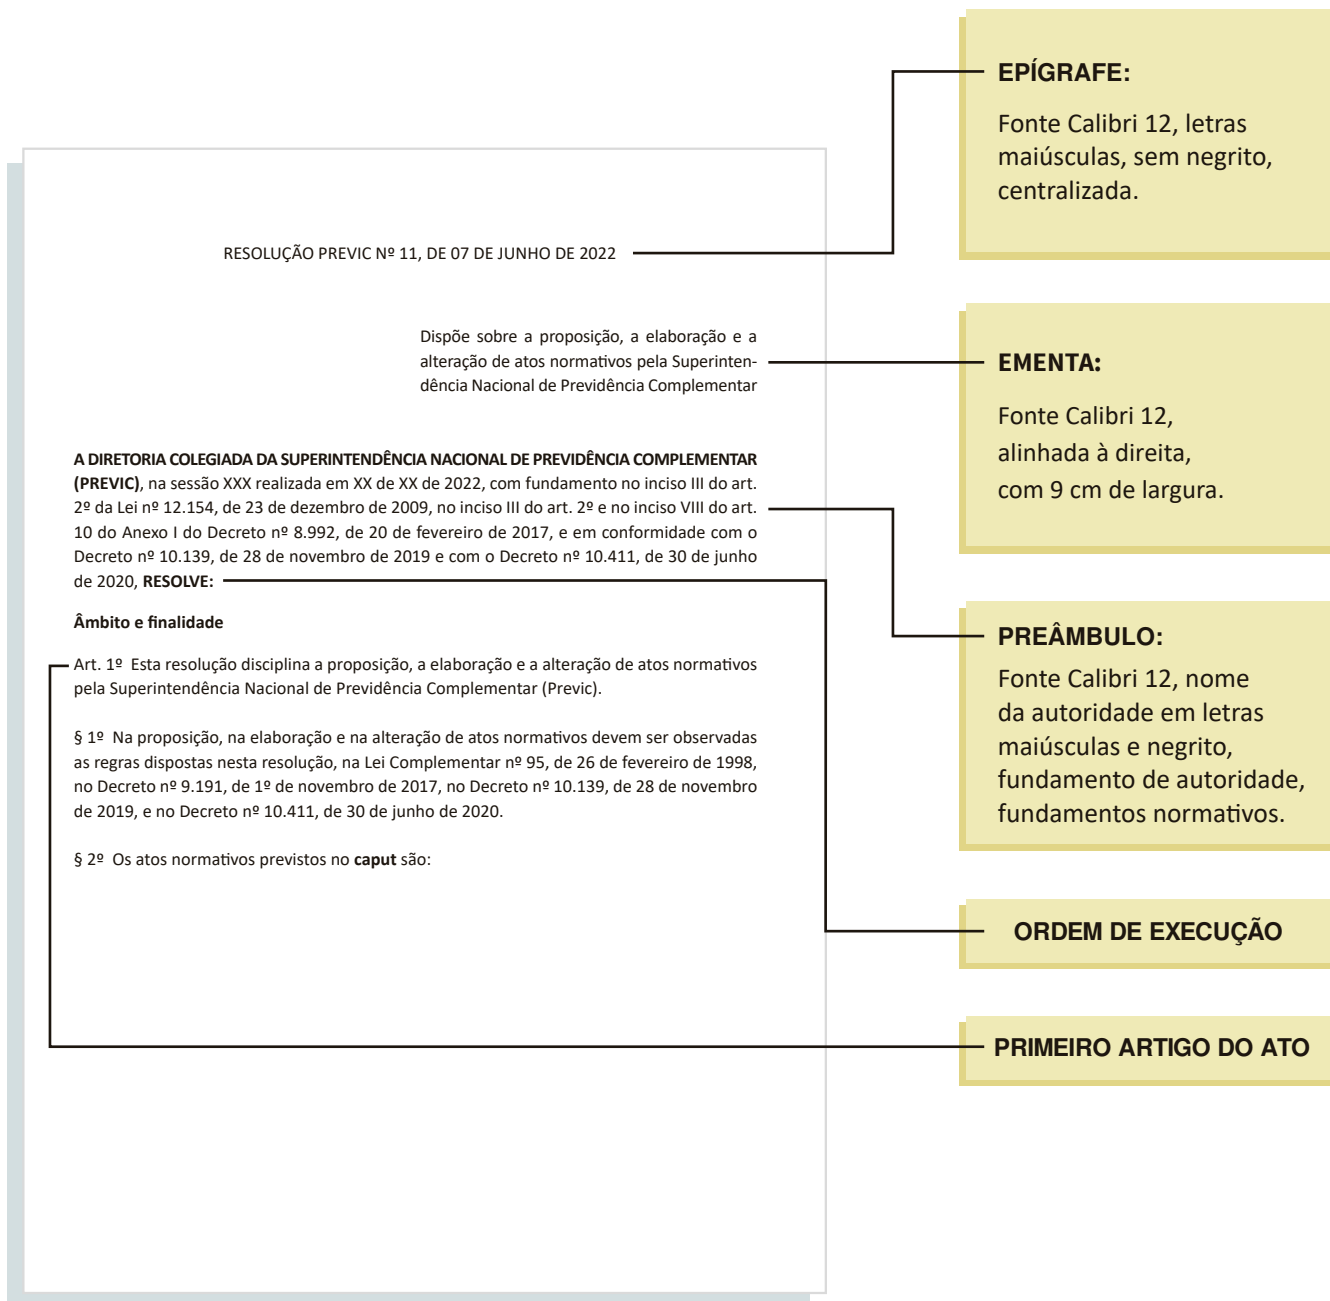 RESOLUÇÃO PREVIC Nº 11, DE 07 DE JUNHO DE 2022
Dispõe sobre a proposição, a elaboração e a
alteração de atos normativos pela Superinten-
dência Nacional de Previdência Complementar
A DIRETORIA COLEGIADA DA SUPERINTENDÊNCIA NACIONAL DE PREVIDÊNCIA COMPLEMENTAR
(PREVIC), na sessão XXX realizada em XX de XX de 2022, com fundamento no inciso III do art.
2º da Lei nº 12.154, de 23 de dezembro de 2009, no inciso III do art. 2º e no inciso VIII do art.
10 do Anexo I do Decreto nº 8.992, de 20 de fevereiro de 2017, e em conformidade com o
Decreto nº 10.139, de 28 de novembro de 2019 e com o Decreto nº 10.411, de 30 de junho
de 2020, RESOLVE:
Âmbito e finalidade
Art. 1º Esta resolução disciplina a proposição, a elaboração e a alteração de atos normativos
pela Superintendência Nacional de Previdência Complementar (Previc).
§ 1º Na proposição, na elaboração e na alteração de atos normativos devem ser observadas
as regras dispostas nesta resolução, na Lei Complementar nº 95, de 26 de fevereiro de 1998,
no Decreto nº 9.191, de 1º de novembro de 2017, no Decreto nº 10.139, de 28 de novembro
de 2019, e no Decreto nº 10.411, de 30 de junho de 2020.
§ 2º Os atos normativos previstos no caput são:
EPÍGRAFE:
Fonte Calibri 12, letras
maiúsculas, sem negrito,
centralizada.
EMENTA:
Fonte Calibri 12,
alinhada à direita,
com 9 cm de largura.
PREÂMBULO:
Fonte Calibri 12, nome
da autoridade em letras
maiúsculas e negrito,
fundamento de autoridade,
fundamentos normativos.
ORDEM DE EXECUÇÃO
PRIMEIRO ARTIGO DO ATO